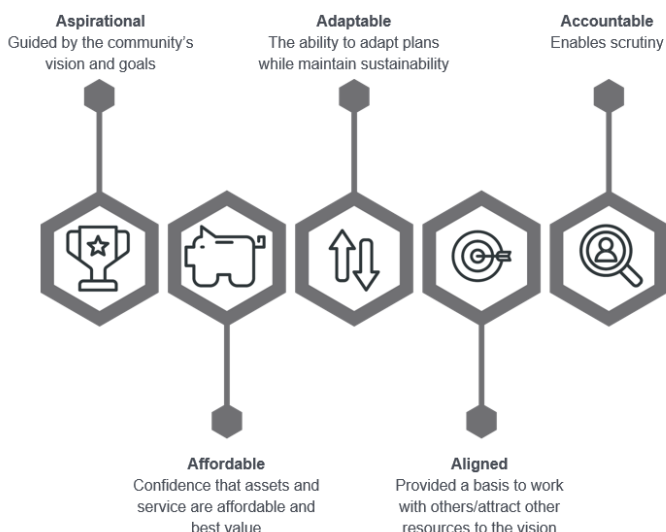 Aspirational
Guided by the community's
vision and goals
Adaptable
The ability to adapt plans
while maintain sustainability
Accountable
Enables scrutiny
Affordable
Confidence that assets and
service are affordable and
best value
Aligned
Provided a basis to work
with others/attract other
resources to the vision